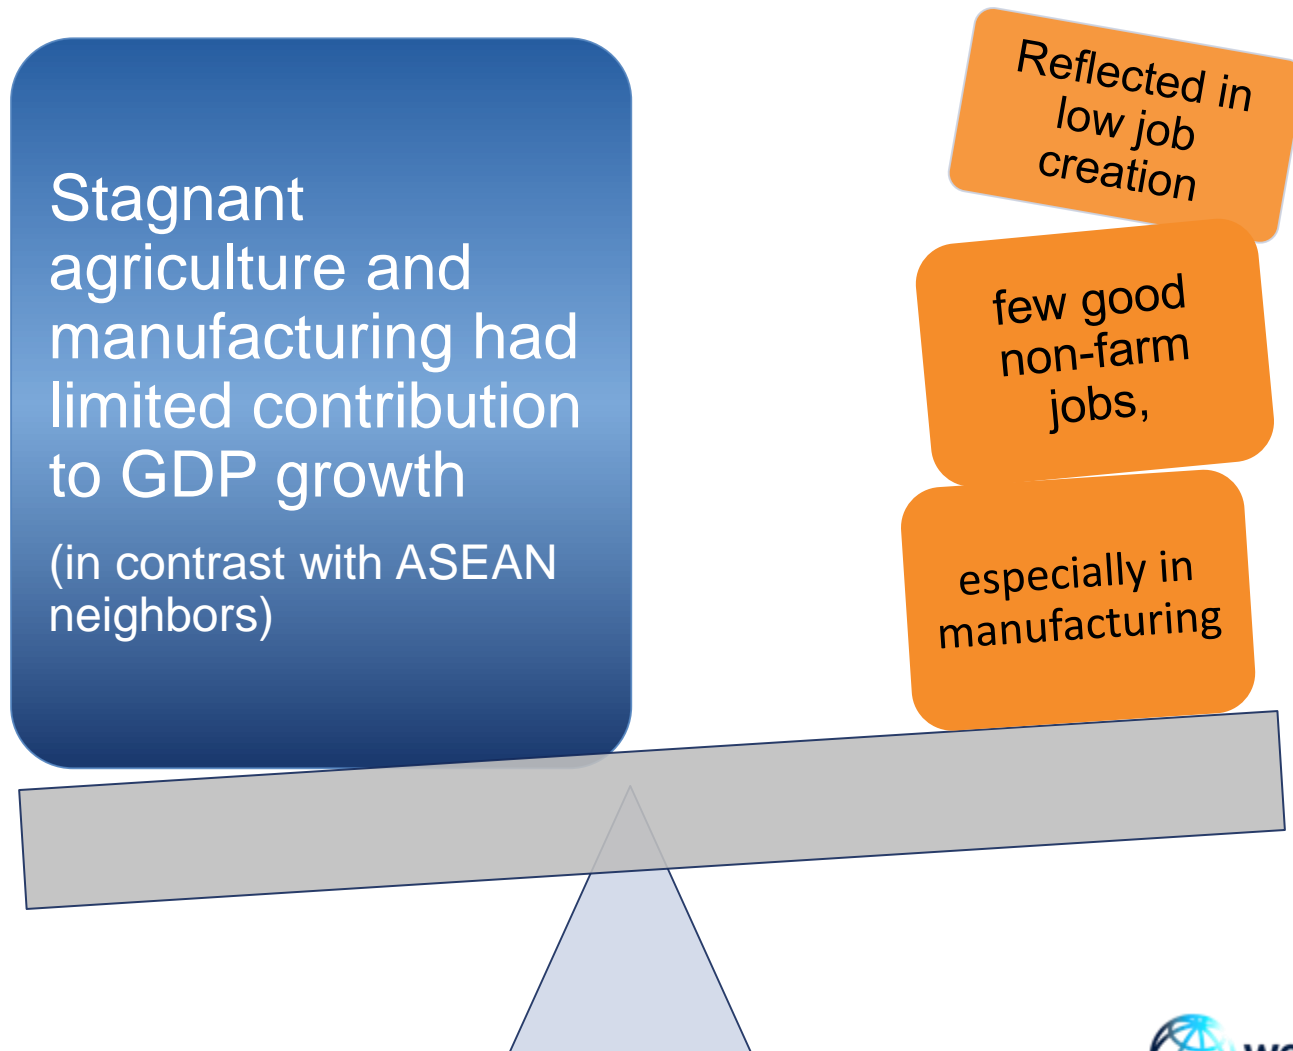 Stagnant
agriculture and
manufacturing had
limited contribution
to GDP growth
(in contrast with ASEAN
neighbors)
Reflected in
low job
creation
few good
non-farm
jobs,
especially in
manufacturing